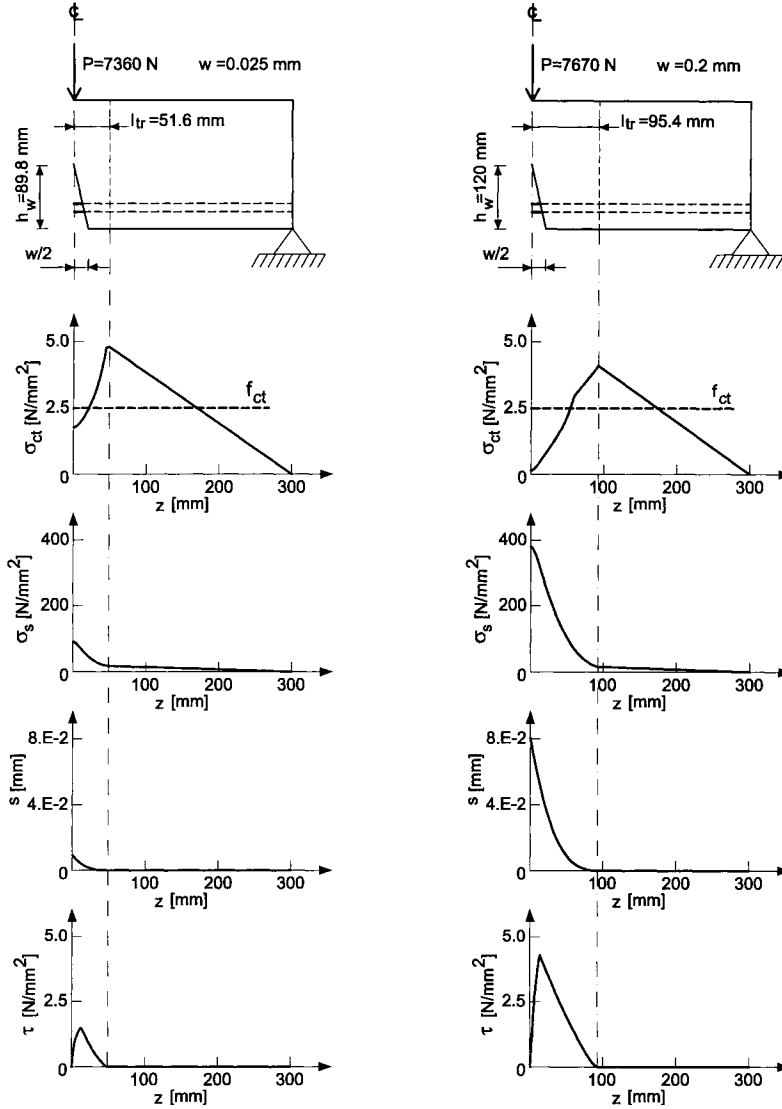 ℄
P=7360 N w=0.025 mm
l_tr =51.6 mm
h_w=89.8 mm
w/2
σ_ct [N/mm²]
5.0
2.5
0
f_ct
100 200 300
z [mm]
σ_s [N/mm²]
400
200
0
100 200 300
z [mm]
s [mm]
8.E-2
4.E-2
0
100 200 300
z [mm]
τ [N/mm²]
5.0
2.5
0
100 200 300
z [mm]
℄
P=7670 N w=0.2 mm
l_tr =95.4 mm
h_w=120 mm
w/2
σ_ct [N/mm²]
5.0
2.5
0
f_ct
100 200 300
z [mm]
σ_s [N/mm²]
400
200
0
100 200 300
z [mm]
s [mm]
8.E-2
4.E-2
0
100 200 300
z [mm]
τ [N/mm²]
5.0
2.5
0
100 200 300
z [mm]